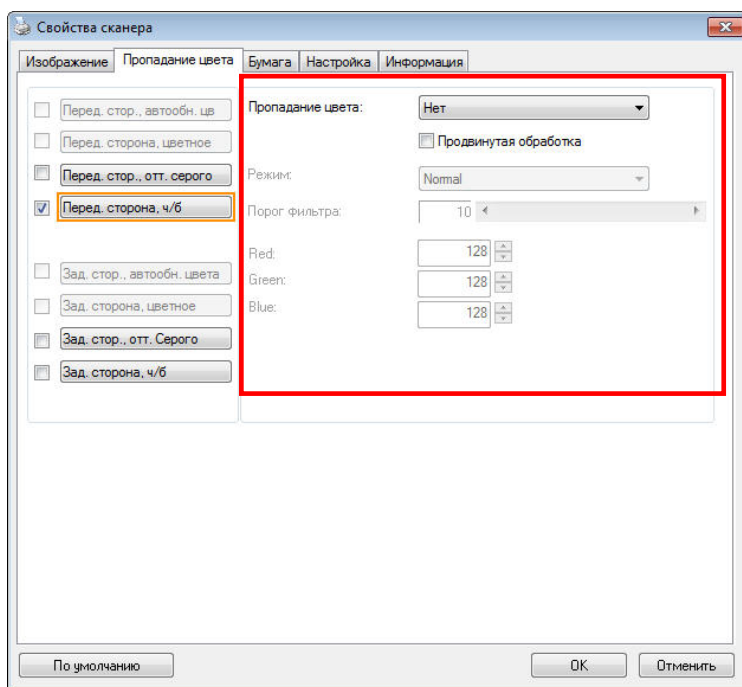 Свойства сканера
Изображение Пропадание цвета Бумага Настройка Информация
Перед. стор., автообн. цв
Перед. сторона, цветное
Перед. стор., отт. серого
Перед. сторона, ч/б
Зад. стор., автообн. цвета
Зад. сторона, цветное
Зад. стор., отт. Серого
Зад. сторона, ч/б
Пропадание цвета: Нет
Продвинутая обработка
Режим: Normal
Порог фильтра: 10
Red: 128
Green: 128
Blue: 128
По умолчанию OK Отменить